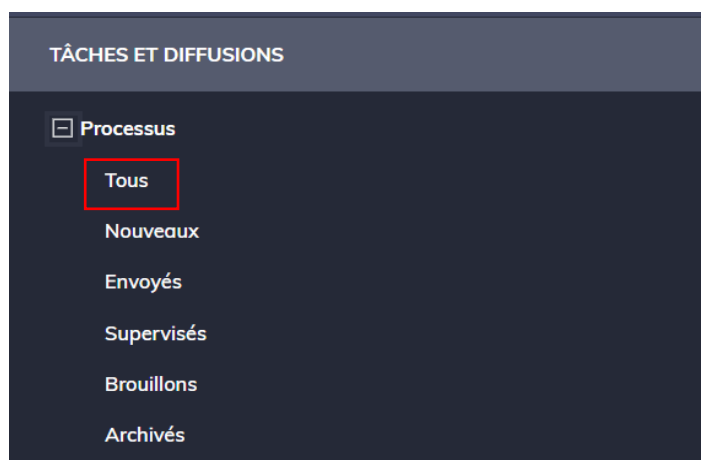 TÂCHES ET DIFFUSIONS
Processus
Tous
Nouveaux
Envoyés
Supervisés
Brouillons
Archivés